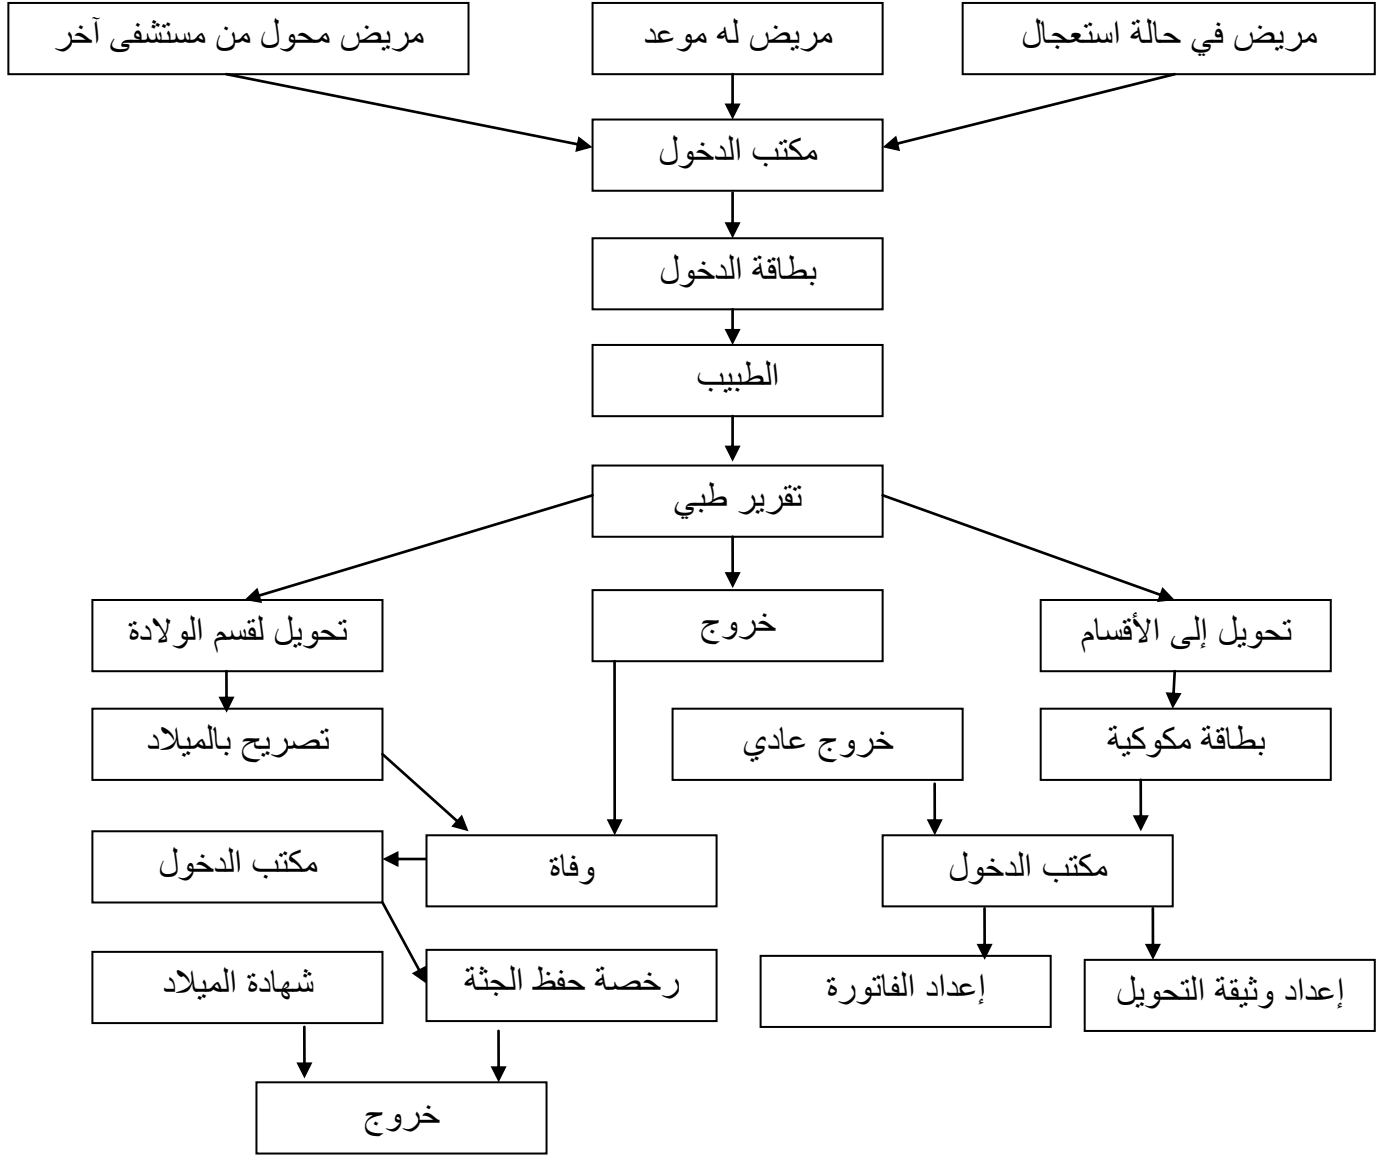 مريض في حالة استعجال
مريض له موعد
مريض محول من مستشفى آخر
مكتب الدخول
بطاقة الدخول
الطبيب
تقرير طبي
تحويل إلى الأقسام
خروج
تحويل لقسم الولادة
بطاقة مكوكية
خروج عادي
تصريح بالميلاد
مكتب الدخول
وفاة
مكتب الدخول
إعداد وثيقة التحويل
إعداد الفاتورة
رخصة حفظ الجثة
شهادة الميلاد
خروج